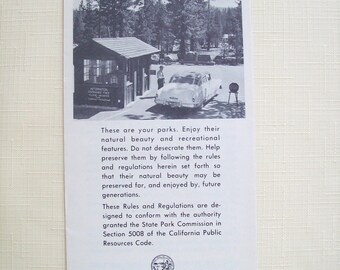 These are your parks. Enjoy their
natural beauty and recreational
features. Do not desecrate them. Help
preserve them by following the rules
and regulations herein set forth so
that their natural beauty may be
preserved for, and enjoyed by, future
generations.
These Rules and Regulations are de-
signed to conform with the authority
granted the State Park Commission in
Section 5008 of the California Public
Resources Code.